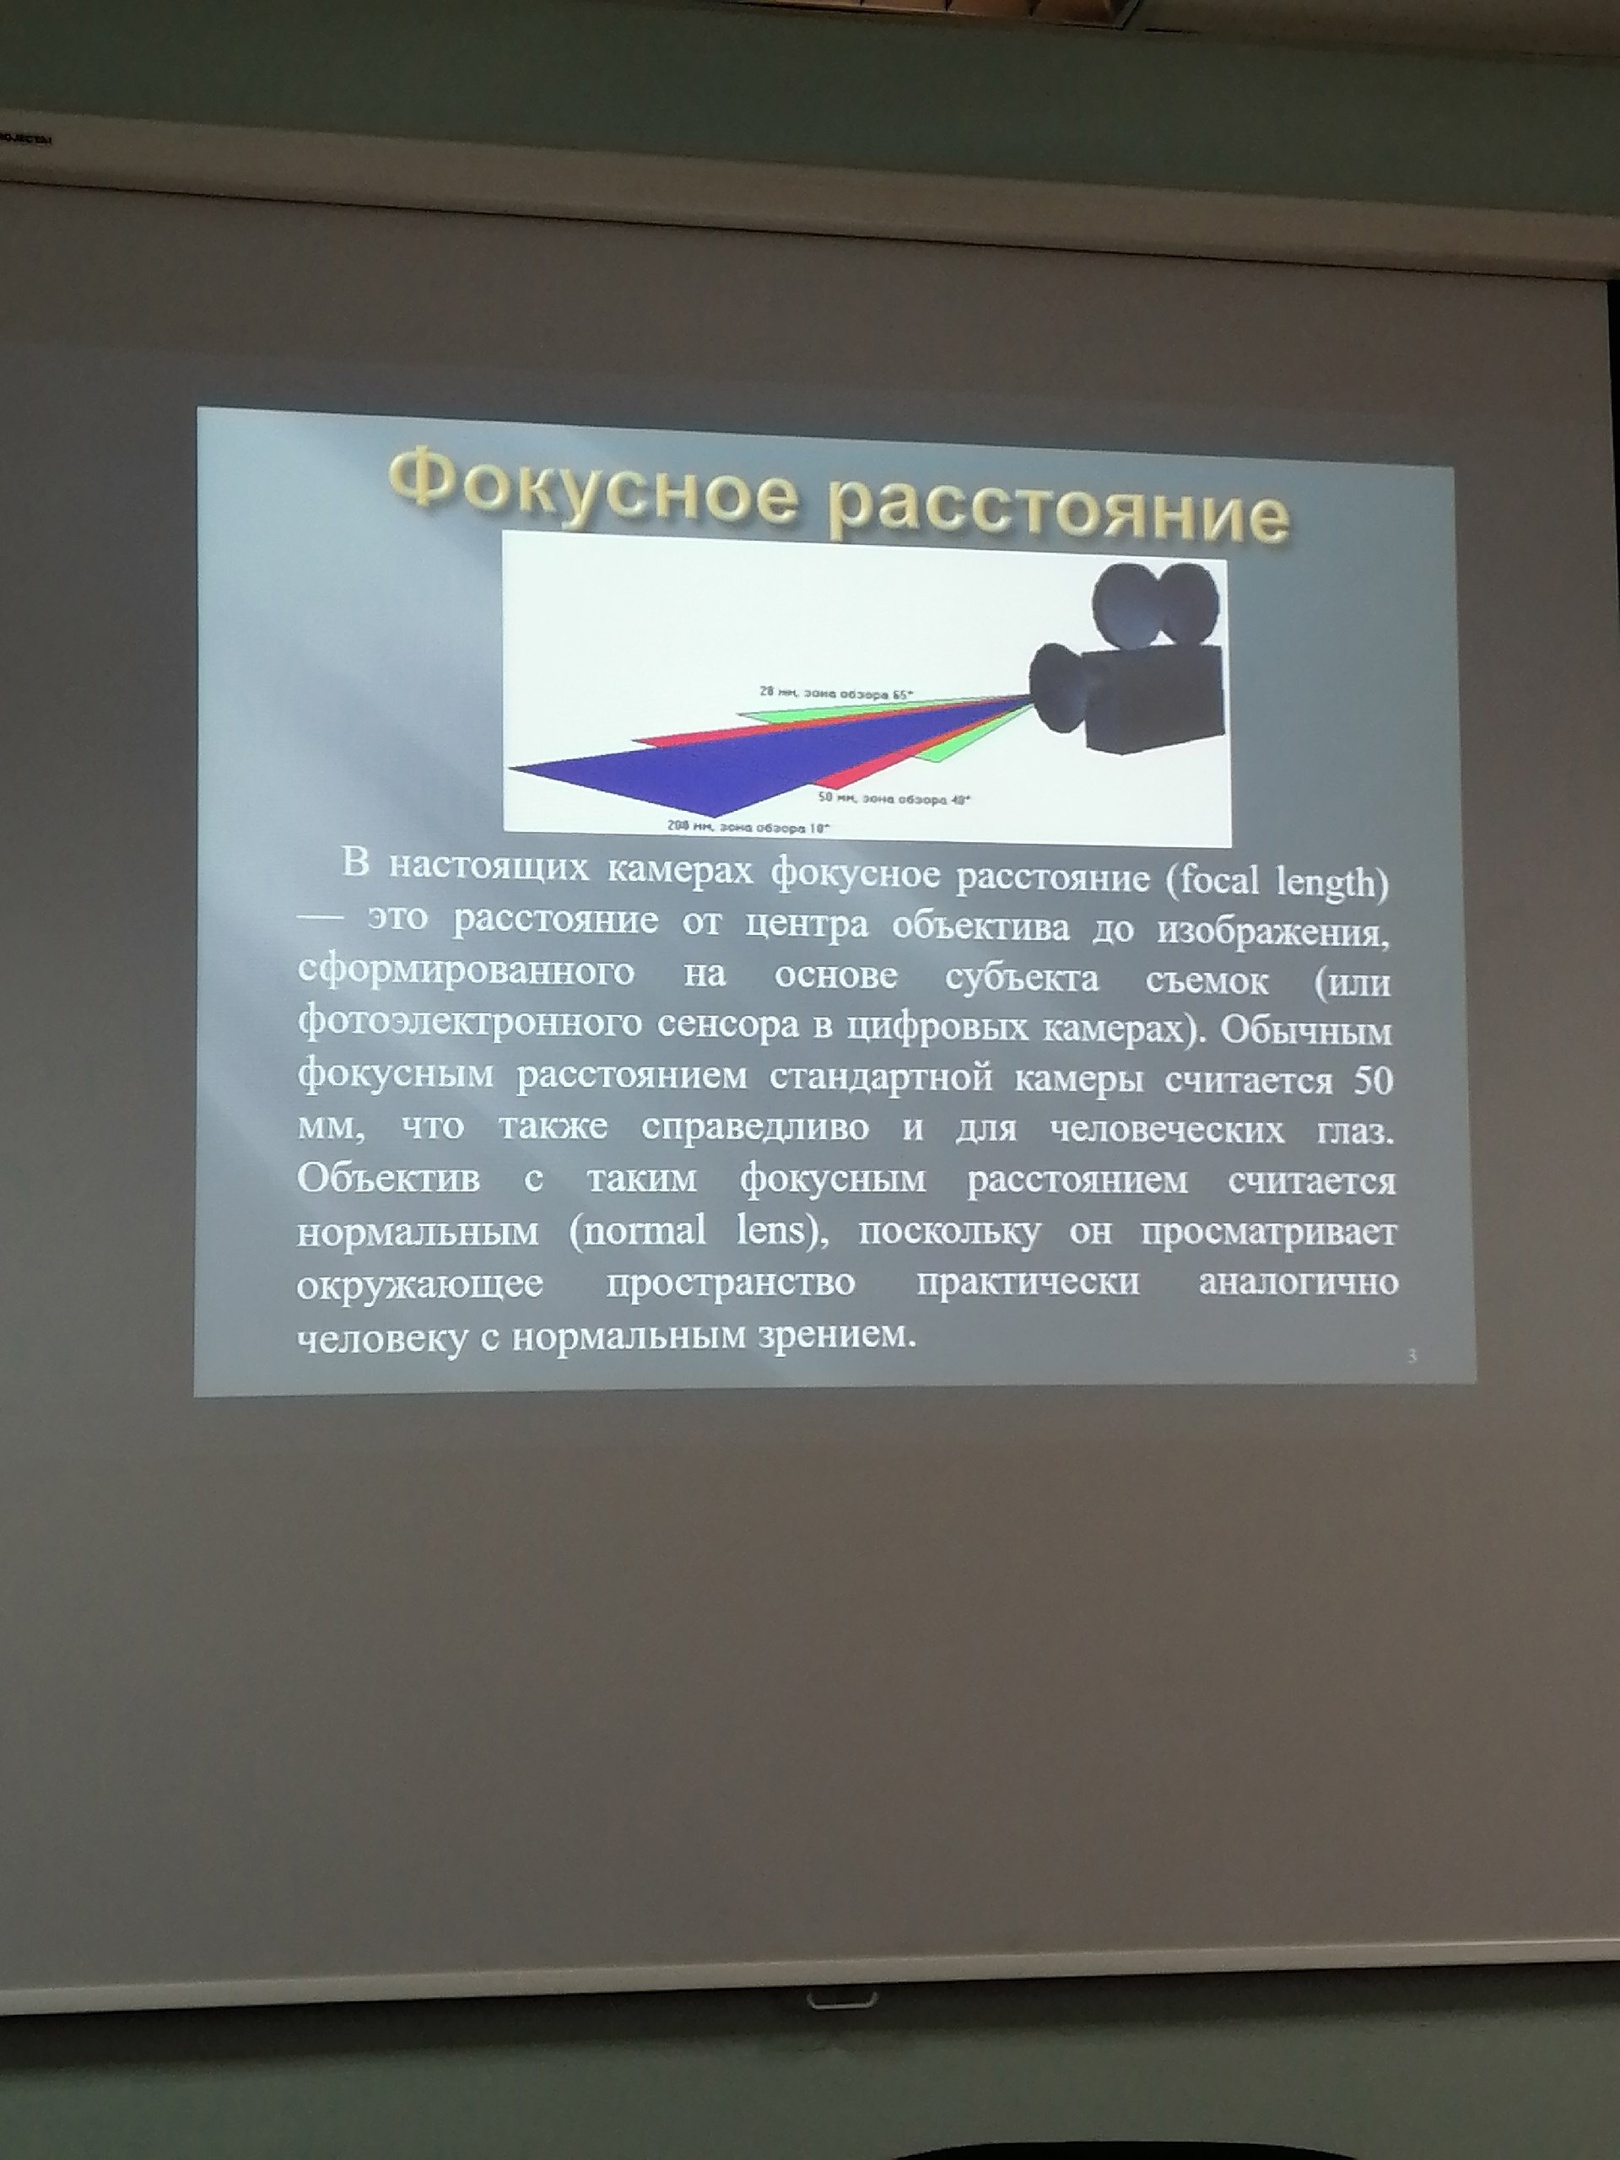 Фокусное расстояние
28 мм, зона обзора 65°
50 мм, зона обзора 40°
200 мм, зона обзора 10°
В настоящих камерах фокусное расстояние (focal length)
— это расстояние от центра объектива до изображения,
сформированного на основе субъекта съемок (или
фотоэлектронного сенсора в цифровых камерах). Обычным
фокусным расстоянием стандартной камеры считается 50
мм, что также справедливо и для человеческих глаз.
Объектив с таким фокусным расстоянием считается
нормальным (normal lens), поскольку он просматривает
окружающее пространство практически аналогично
человеку с нормальным зрением.
3